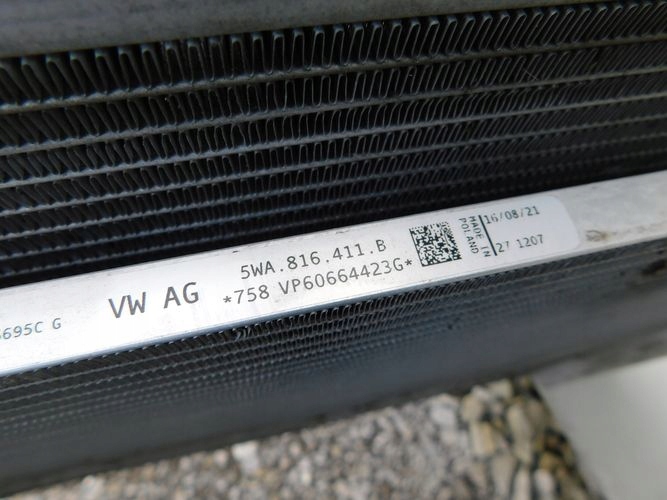 695C G
VW AG
5WA.816.411.B
*758 VP60664423G*
MADE IN
POLAND
16/08/21
27 1207